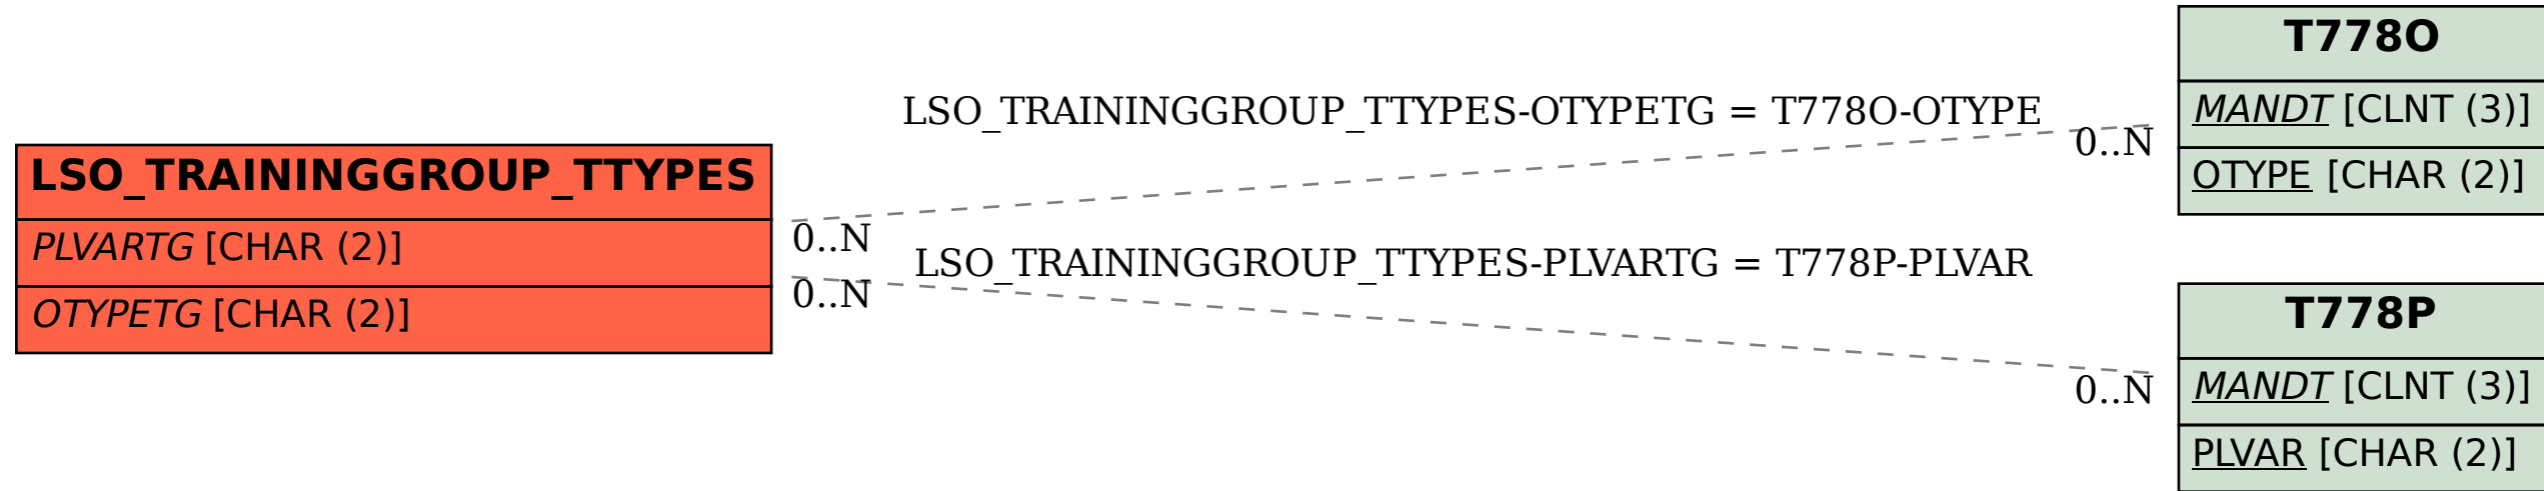 LSO_TRAININGGROUP_TTYPES
PLVARTG [CHAR (2)]
OTYPETG [CHAR (2)]
LSO_TRAININGGROUP_TTYPES-OTYPETG = T778O-OTYPE
0..N
0..N
LSO_TRAININGGROUP_TTYPES-PLVARTG = T778P-PLVAR
0..N
0..N
T778O
MANDT [CLNT (3)]
OTYPE [CHAR (2)]
T778P
MANDT [CLNT (3)]
PLVAR [CHAR (2)]